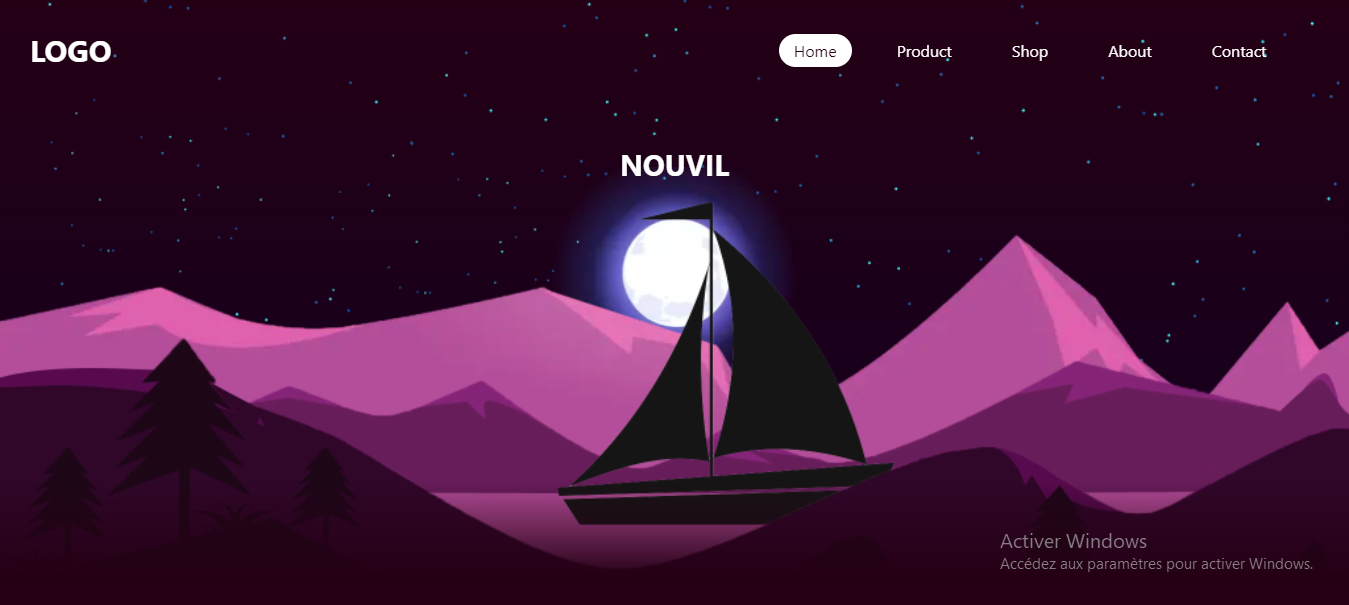 LOGO
Home Product Shop About Contact
NOUVIL
Activer Windows
Accédez aux paramètres pour activer Windows.